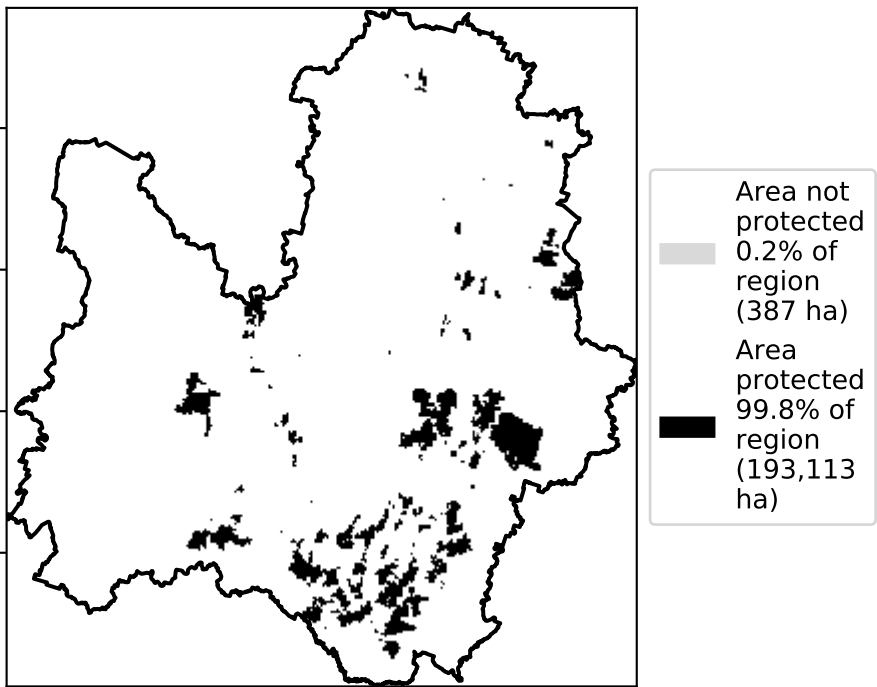 Area not
protected
0.2% of
region
(387 ha)
Area
protected
99.8% of
region
(193,113
ha)